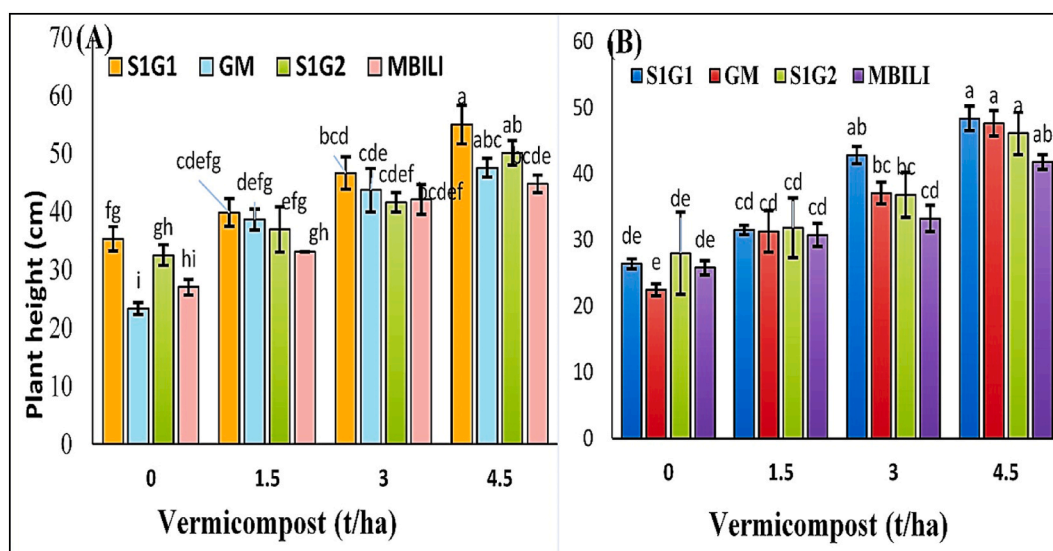 (A)
S1G1 GM S1G2 MBILI
Plant height (cm)
70
60
50
40
30
20
10
0
fg
i
gh
hi
cdefg
defg
efg
gh
bcd
cde
cdef
bcdef
a
abc
ab
bcde
0 1.5 3 4.5
Vermicompost (t/ha)
(B)
S1G1 GM S1G2 MBILI
60
50
40
30
20
10
0
de
e
de
de
cd
cd
cd
cd
ab
bc
bc
cd
a
a
a
ab
0 1.5 3 4.5
Vermicompost (t/ha)